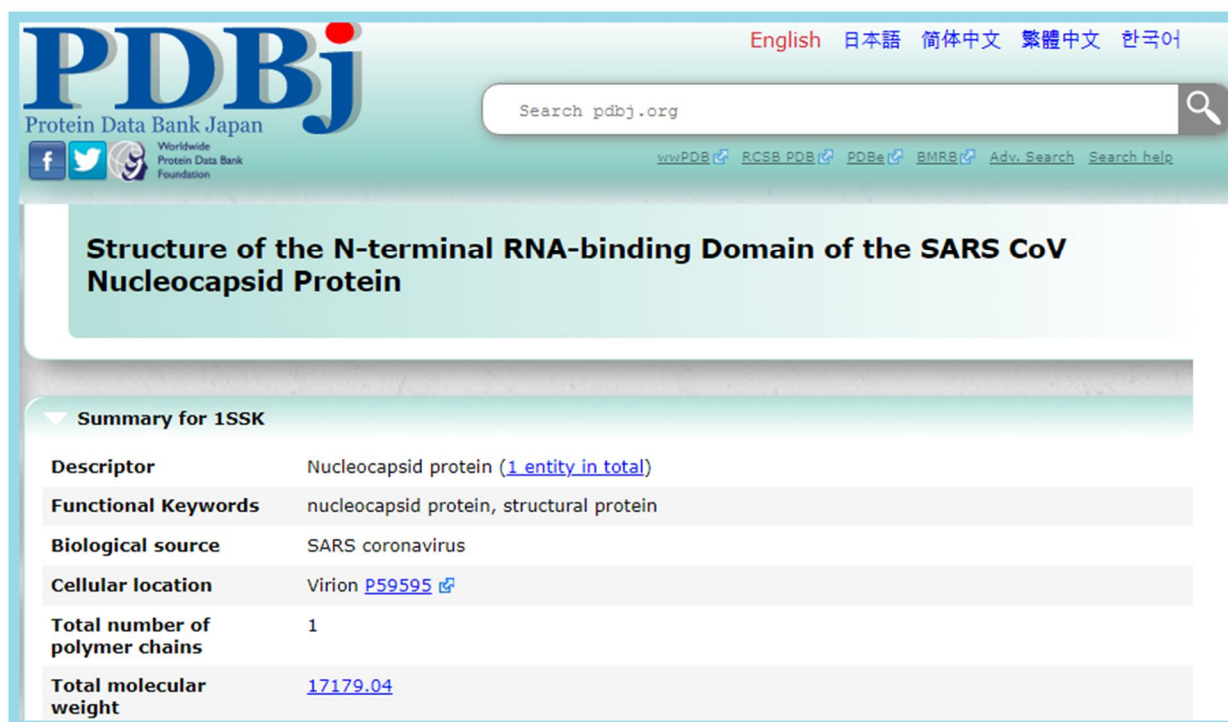 PDBj
English 日本語 简体中文 繁體中文 한국어
Search pdbj.org
Protein Data Bank Japan
Worldwide
Protein Data Bank
Foundation
wwPDB RCSB PDB PDBe BMRB Adv. Search Search help
Structure of the N-terminal RNA-binding Domain of the SARS CoV
Nucleocapsid Protein
Summary for 1SSK
Descriptor Nucleocapsid protein (1 entity in total)
Functional Keywords nucleocapsid protein, structural protein
Biological source SARS coronavirus
Cellular location Virion P59595
Total number of 1
polymer chains
Total molecular 17179.04
weight